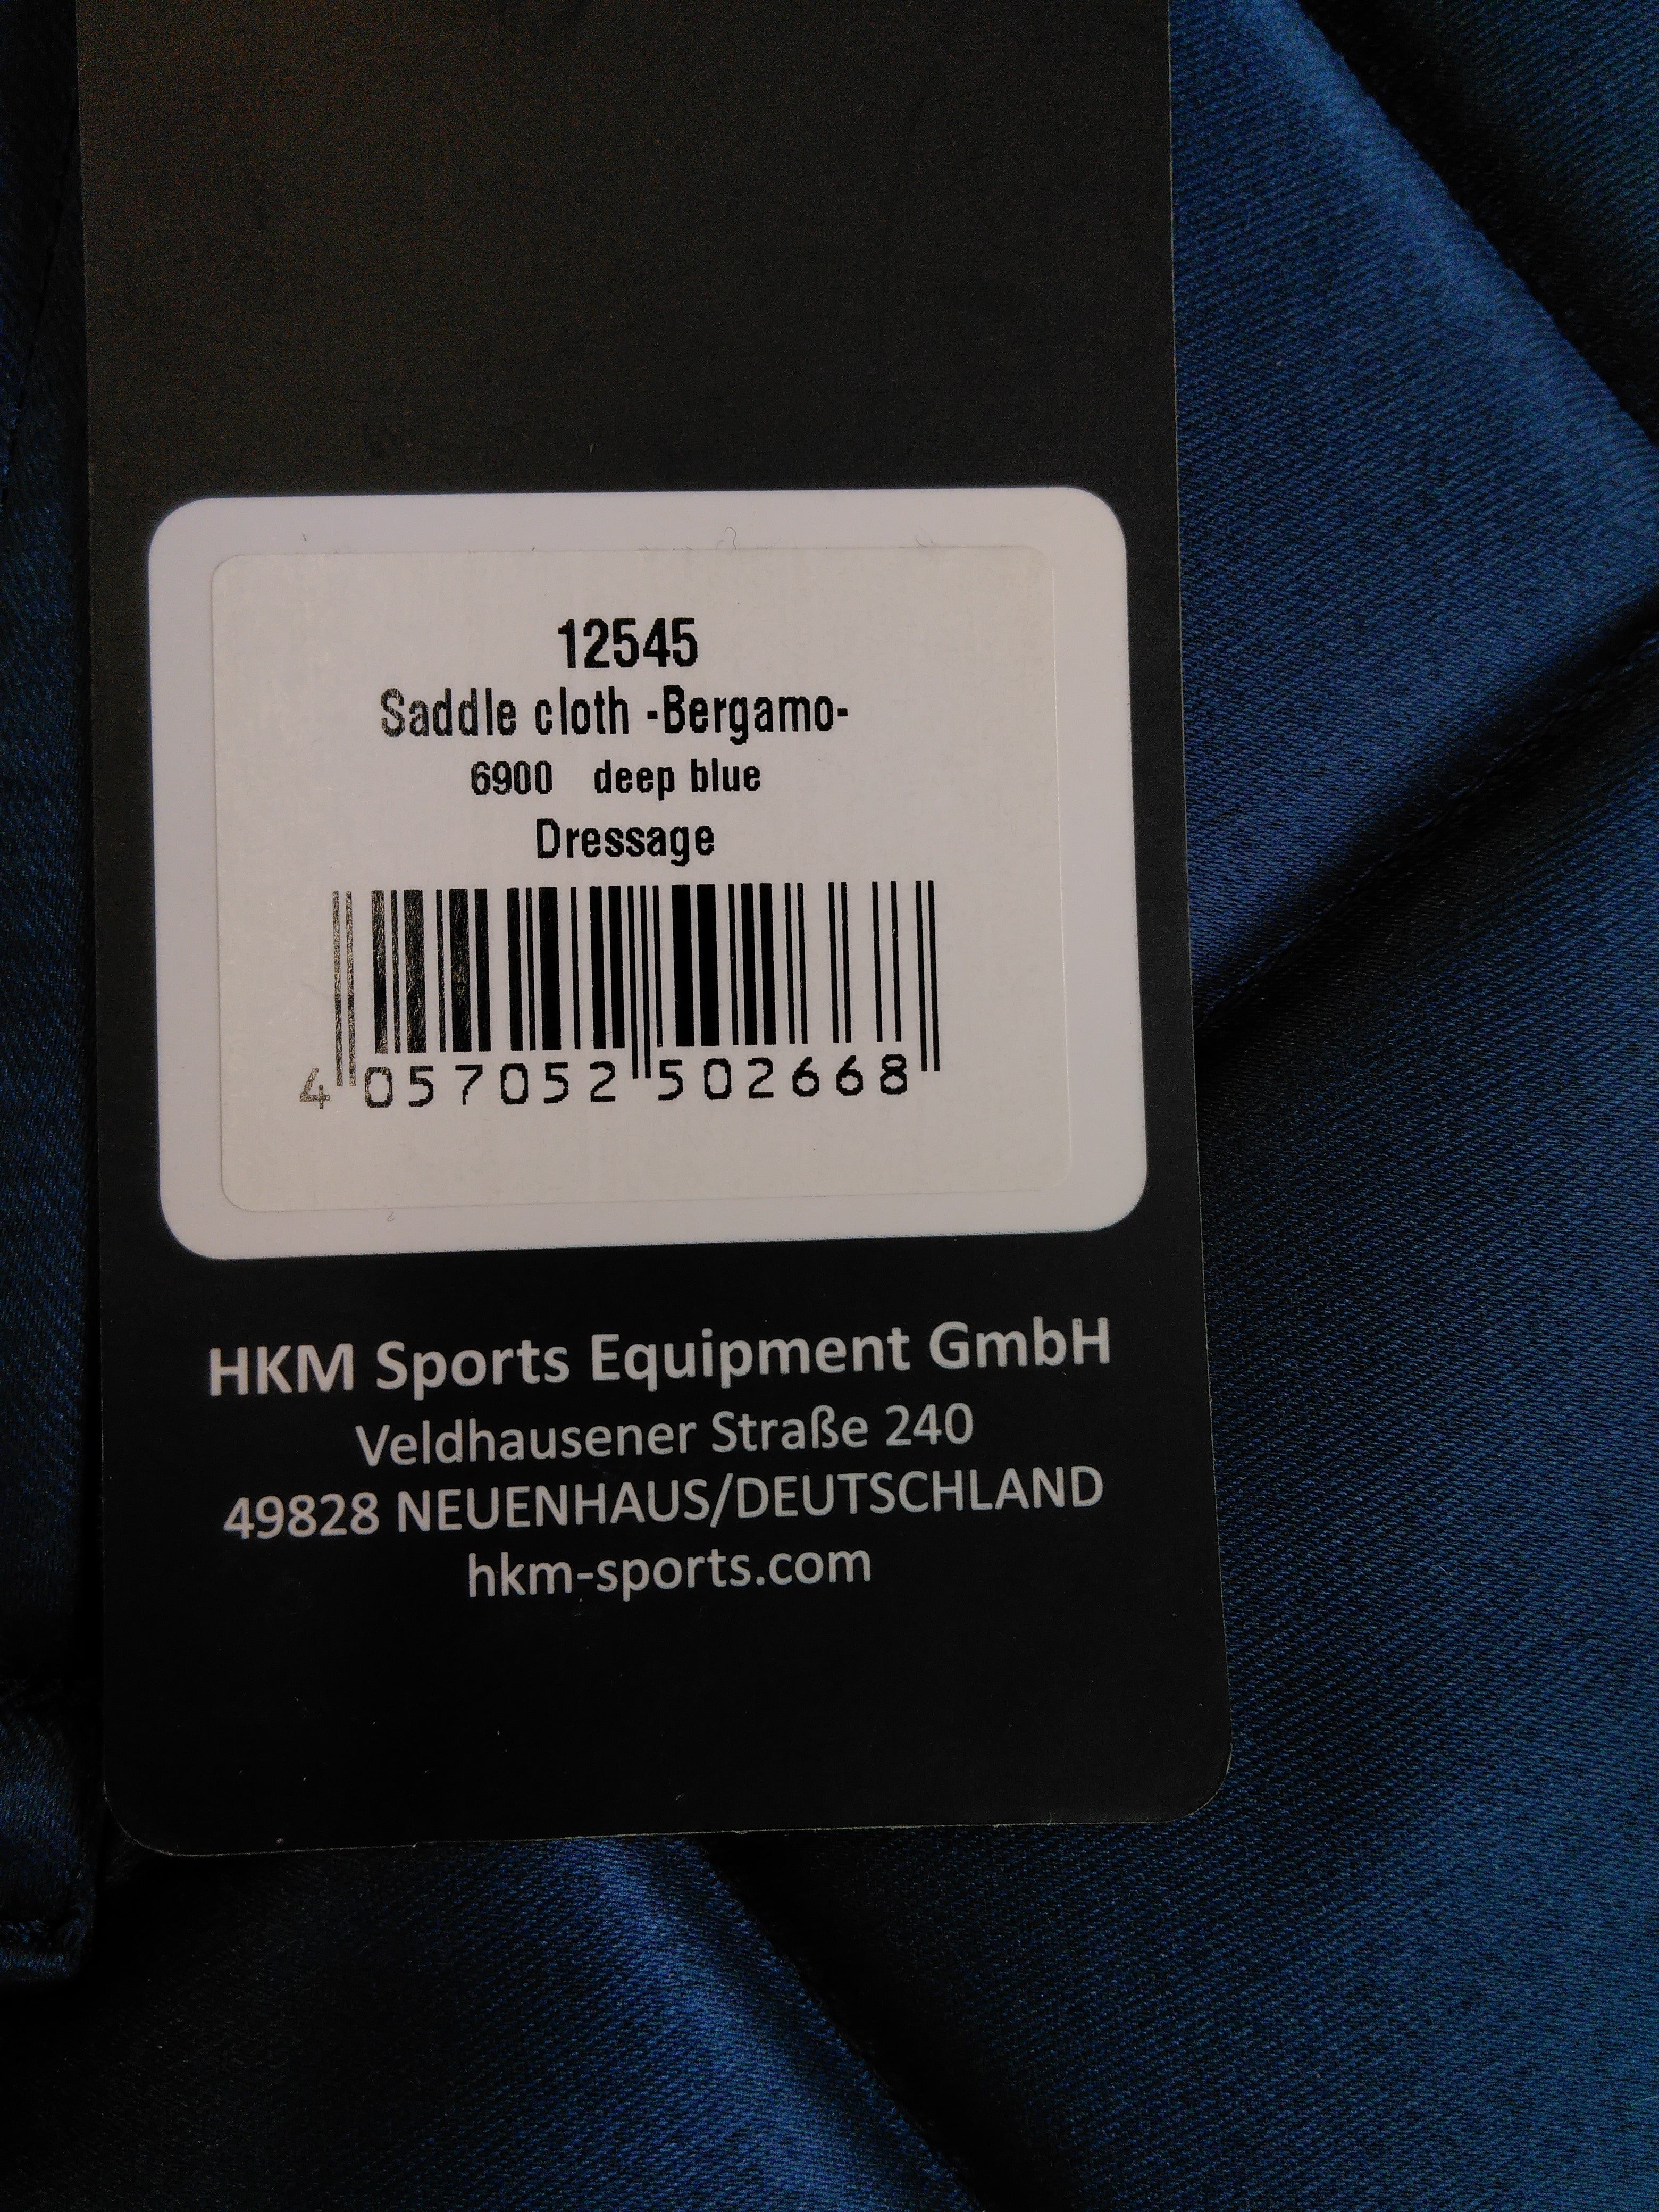 12545
Saddle cloth -Bergamo-
6900 deep blue
Dressage
4 057052 502668
HKM Sports Equipment GmbH
Veldhausener Straße 240
49828 NEUENHAUS/DEUTSCHLAND
hkm-sports.com